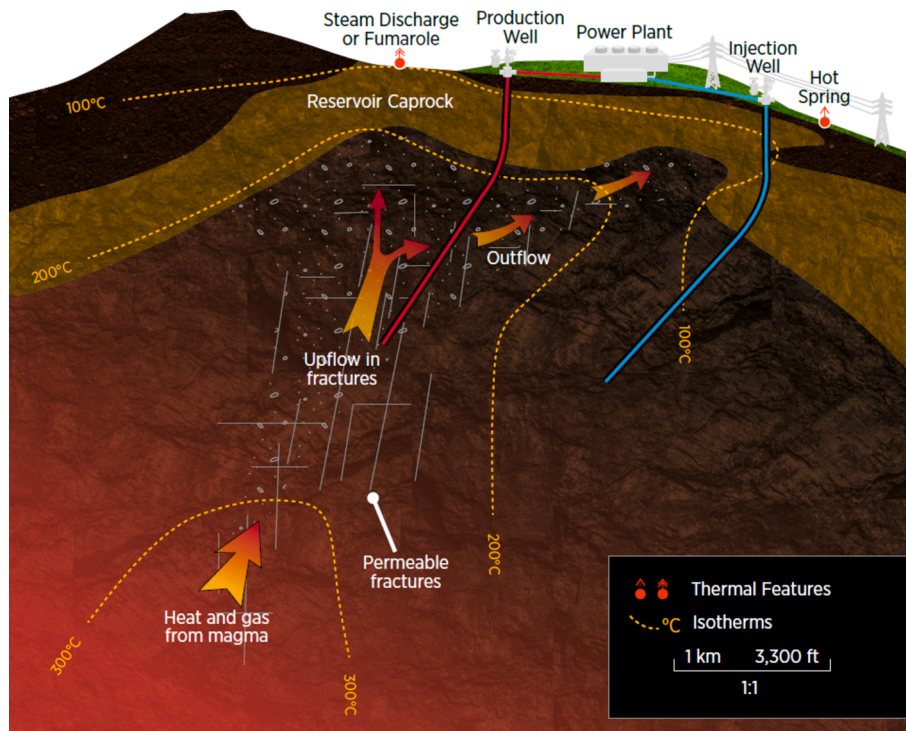 Steam Discharge
or Fumarole
Production
Well
Power Plant
Injection
Well
Hot
Spring
100°C
Reservoir Caprock
200°C
Outflow
100°C
Upflow in
fractures
200°C
Permeable
fractures
Heat and gas
from magma
300°C
300°C
Thermal Features
°C Isotherms
1 km 3,300 ft
1:1